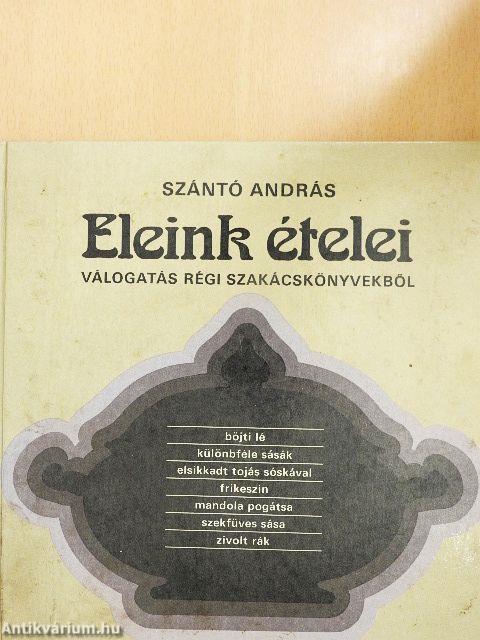 SZÁNTÓ ANDRÁS
Eleink ételei
VÁLOGATÁS RÉGI SZAKÁCSKÖNYVEKBŐL
böjti lé
különbféle sásák
elsikkadt tojás sóskával
frikeszin
mandola pogátsa
szekfüves sása
zivolt rák
Antikvárium.hu